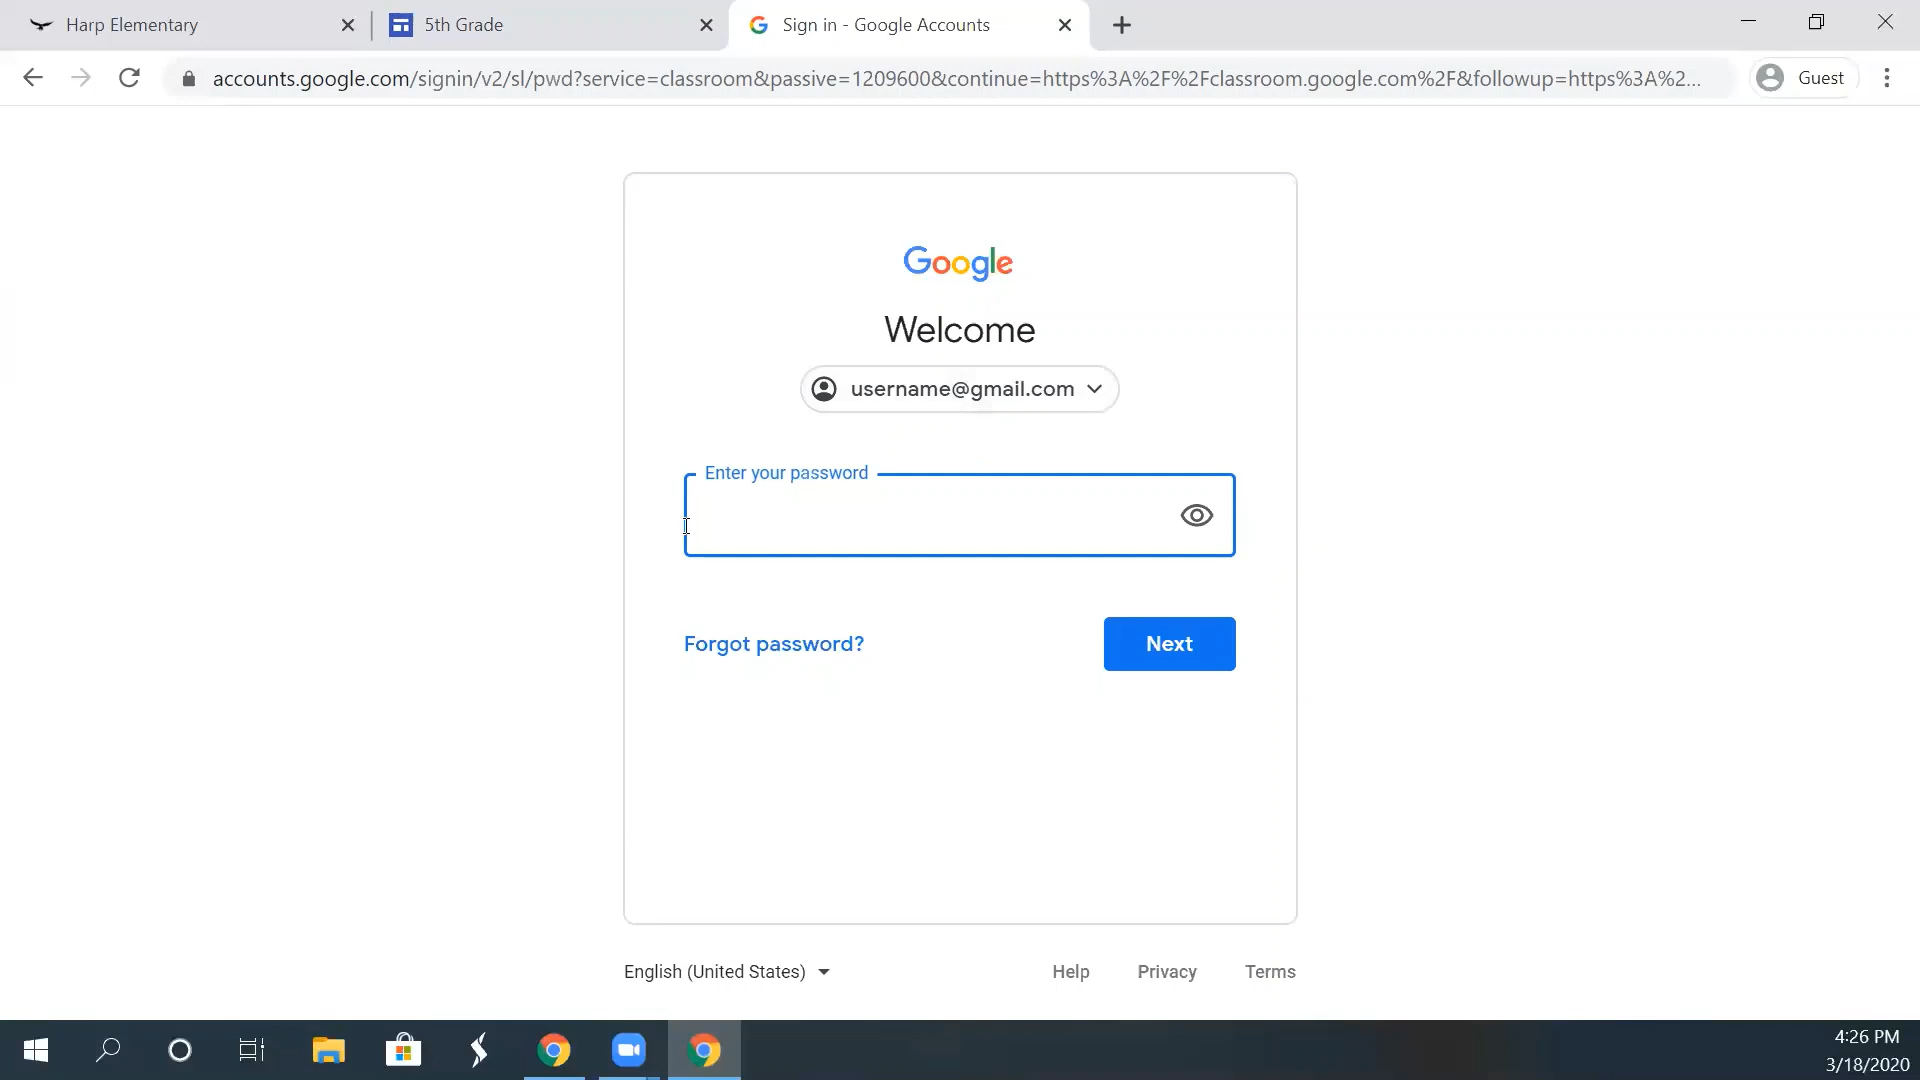 Harp Elementary
5th Grade
Sign in - Google Accounts
accounts.google.com/signin/v2/sl/pwd?service=classroom&passive=1209600&continue=https%3A%2F%2Fclassroom.google.com%2F&followup=https%3A%2...
Guest
Google
Welcome
username@gmail.com
Enter your password
Forgot password?
Next
English (United States)
Help
Privacy
Terms
4:26 PM
3/18/2020